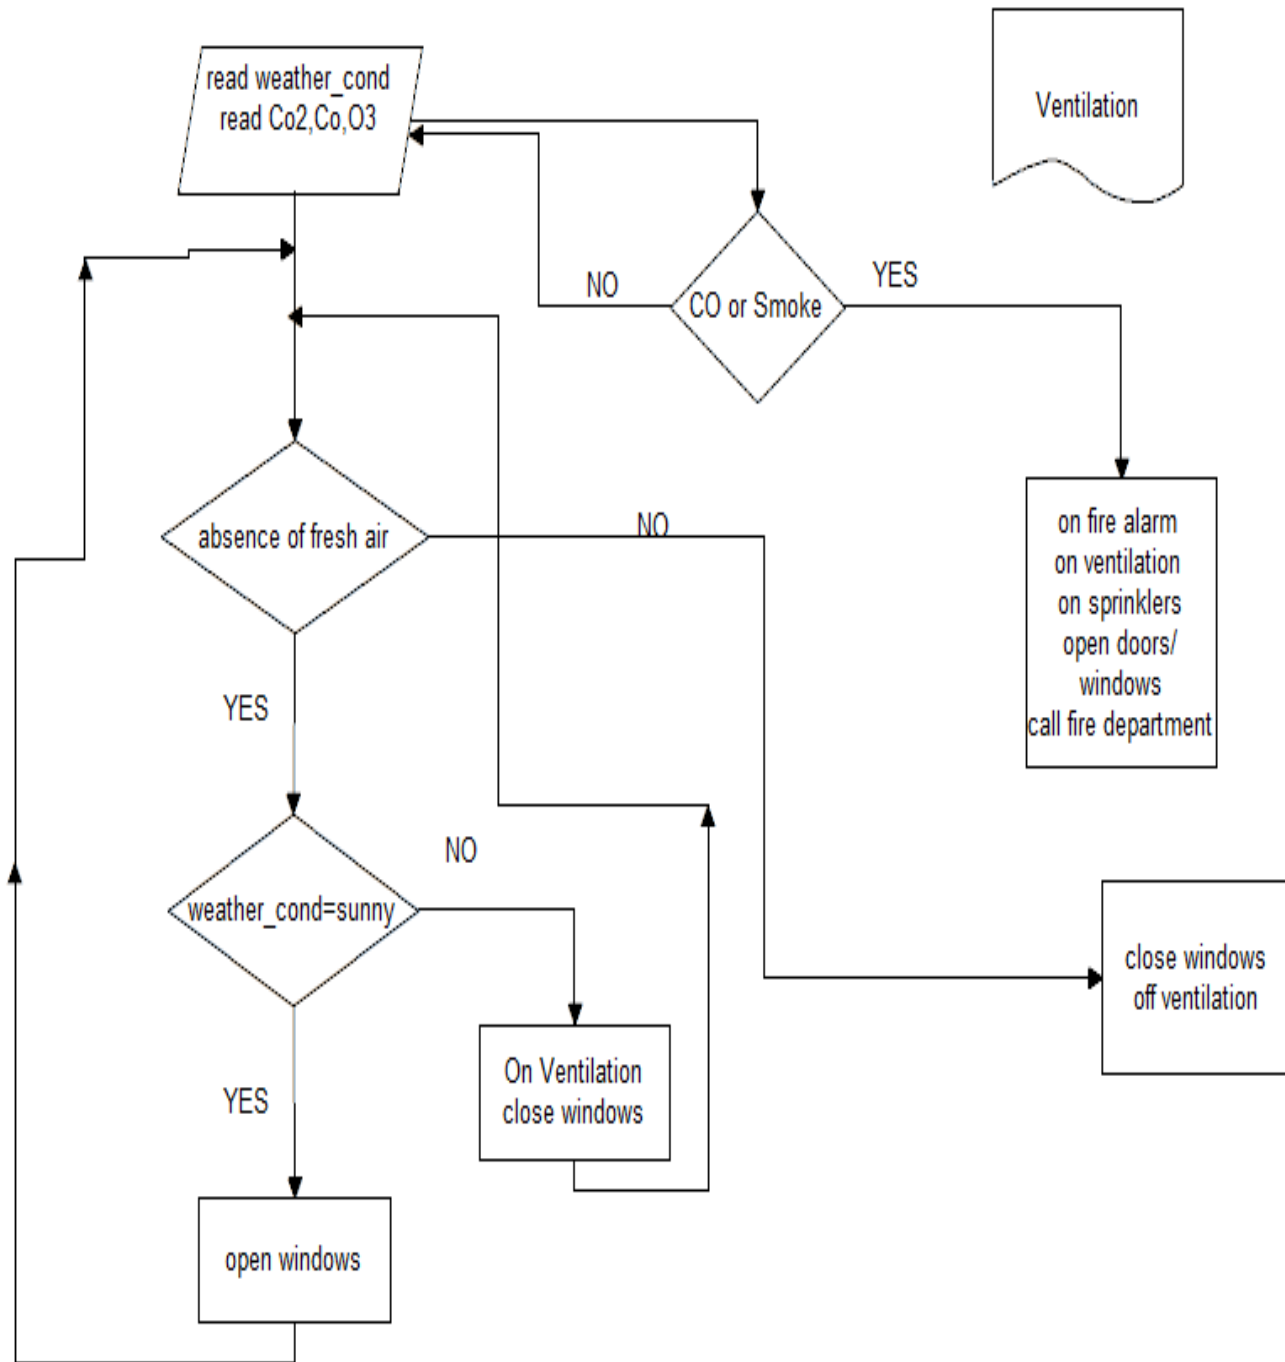 read weather_cond
read Co2,Co,O3
Ventilation
NO
YES
CO or Smoke
absence of fresh air
NO
on fire alarm
on ventilation
on sprinklers
open doors/
windows
call fire department
YES
NO
weather_cond=sunny
close windows
off ventilation
On Ventilation
close windows
YES
open windows